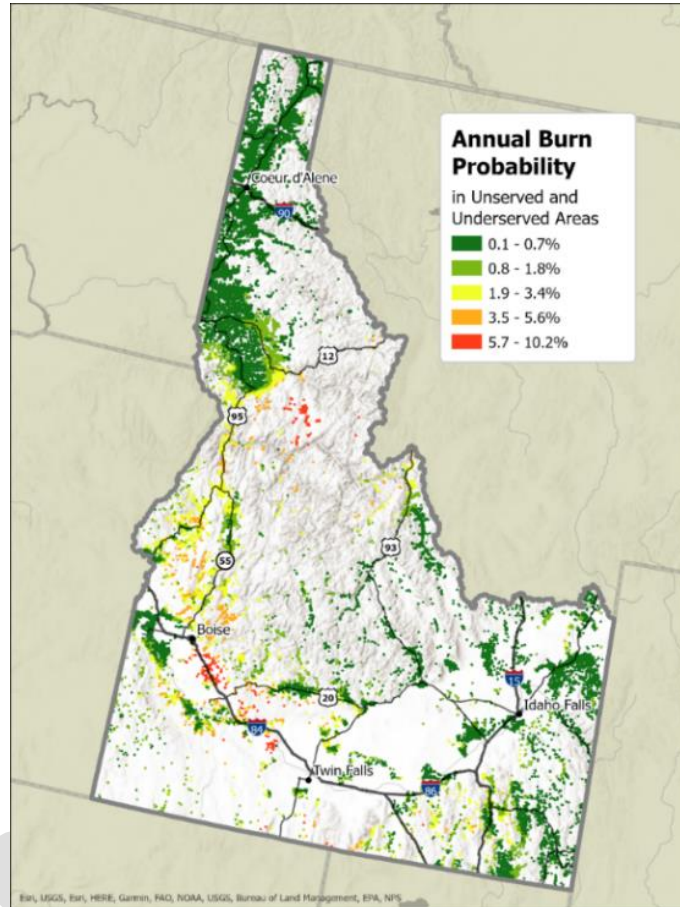 Annual Burn
Probability
in Unserved and
Underserved Areas
0.1 - 0.7%
0.8 - 1.8%
1.9 - 3.4%
3.5 - 5.6%
5.7 - 10.2%
Coeur d'Alene
90
12
95
93
55
Boise
15
20
Idaho Falls
84
Twin Falls
86
Esri, USGS, Esri, HERE, Garmin, FAO, NOAA, USGS, Bureau of Land Management, EPA, NPS